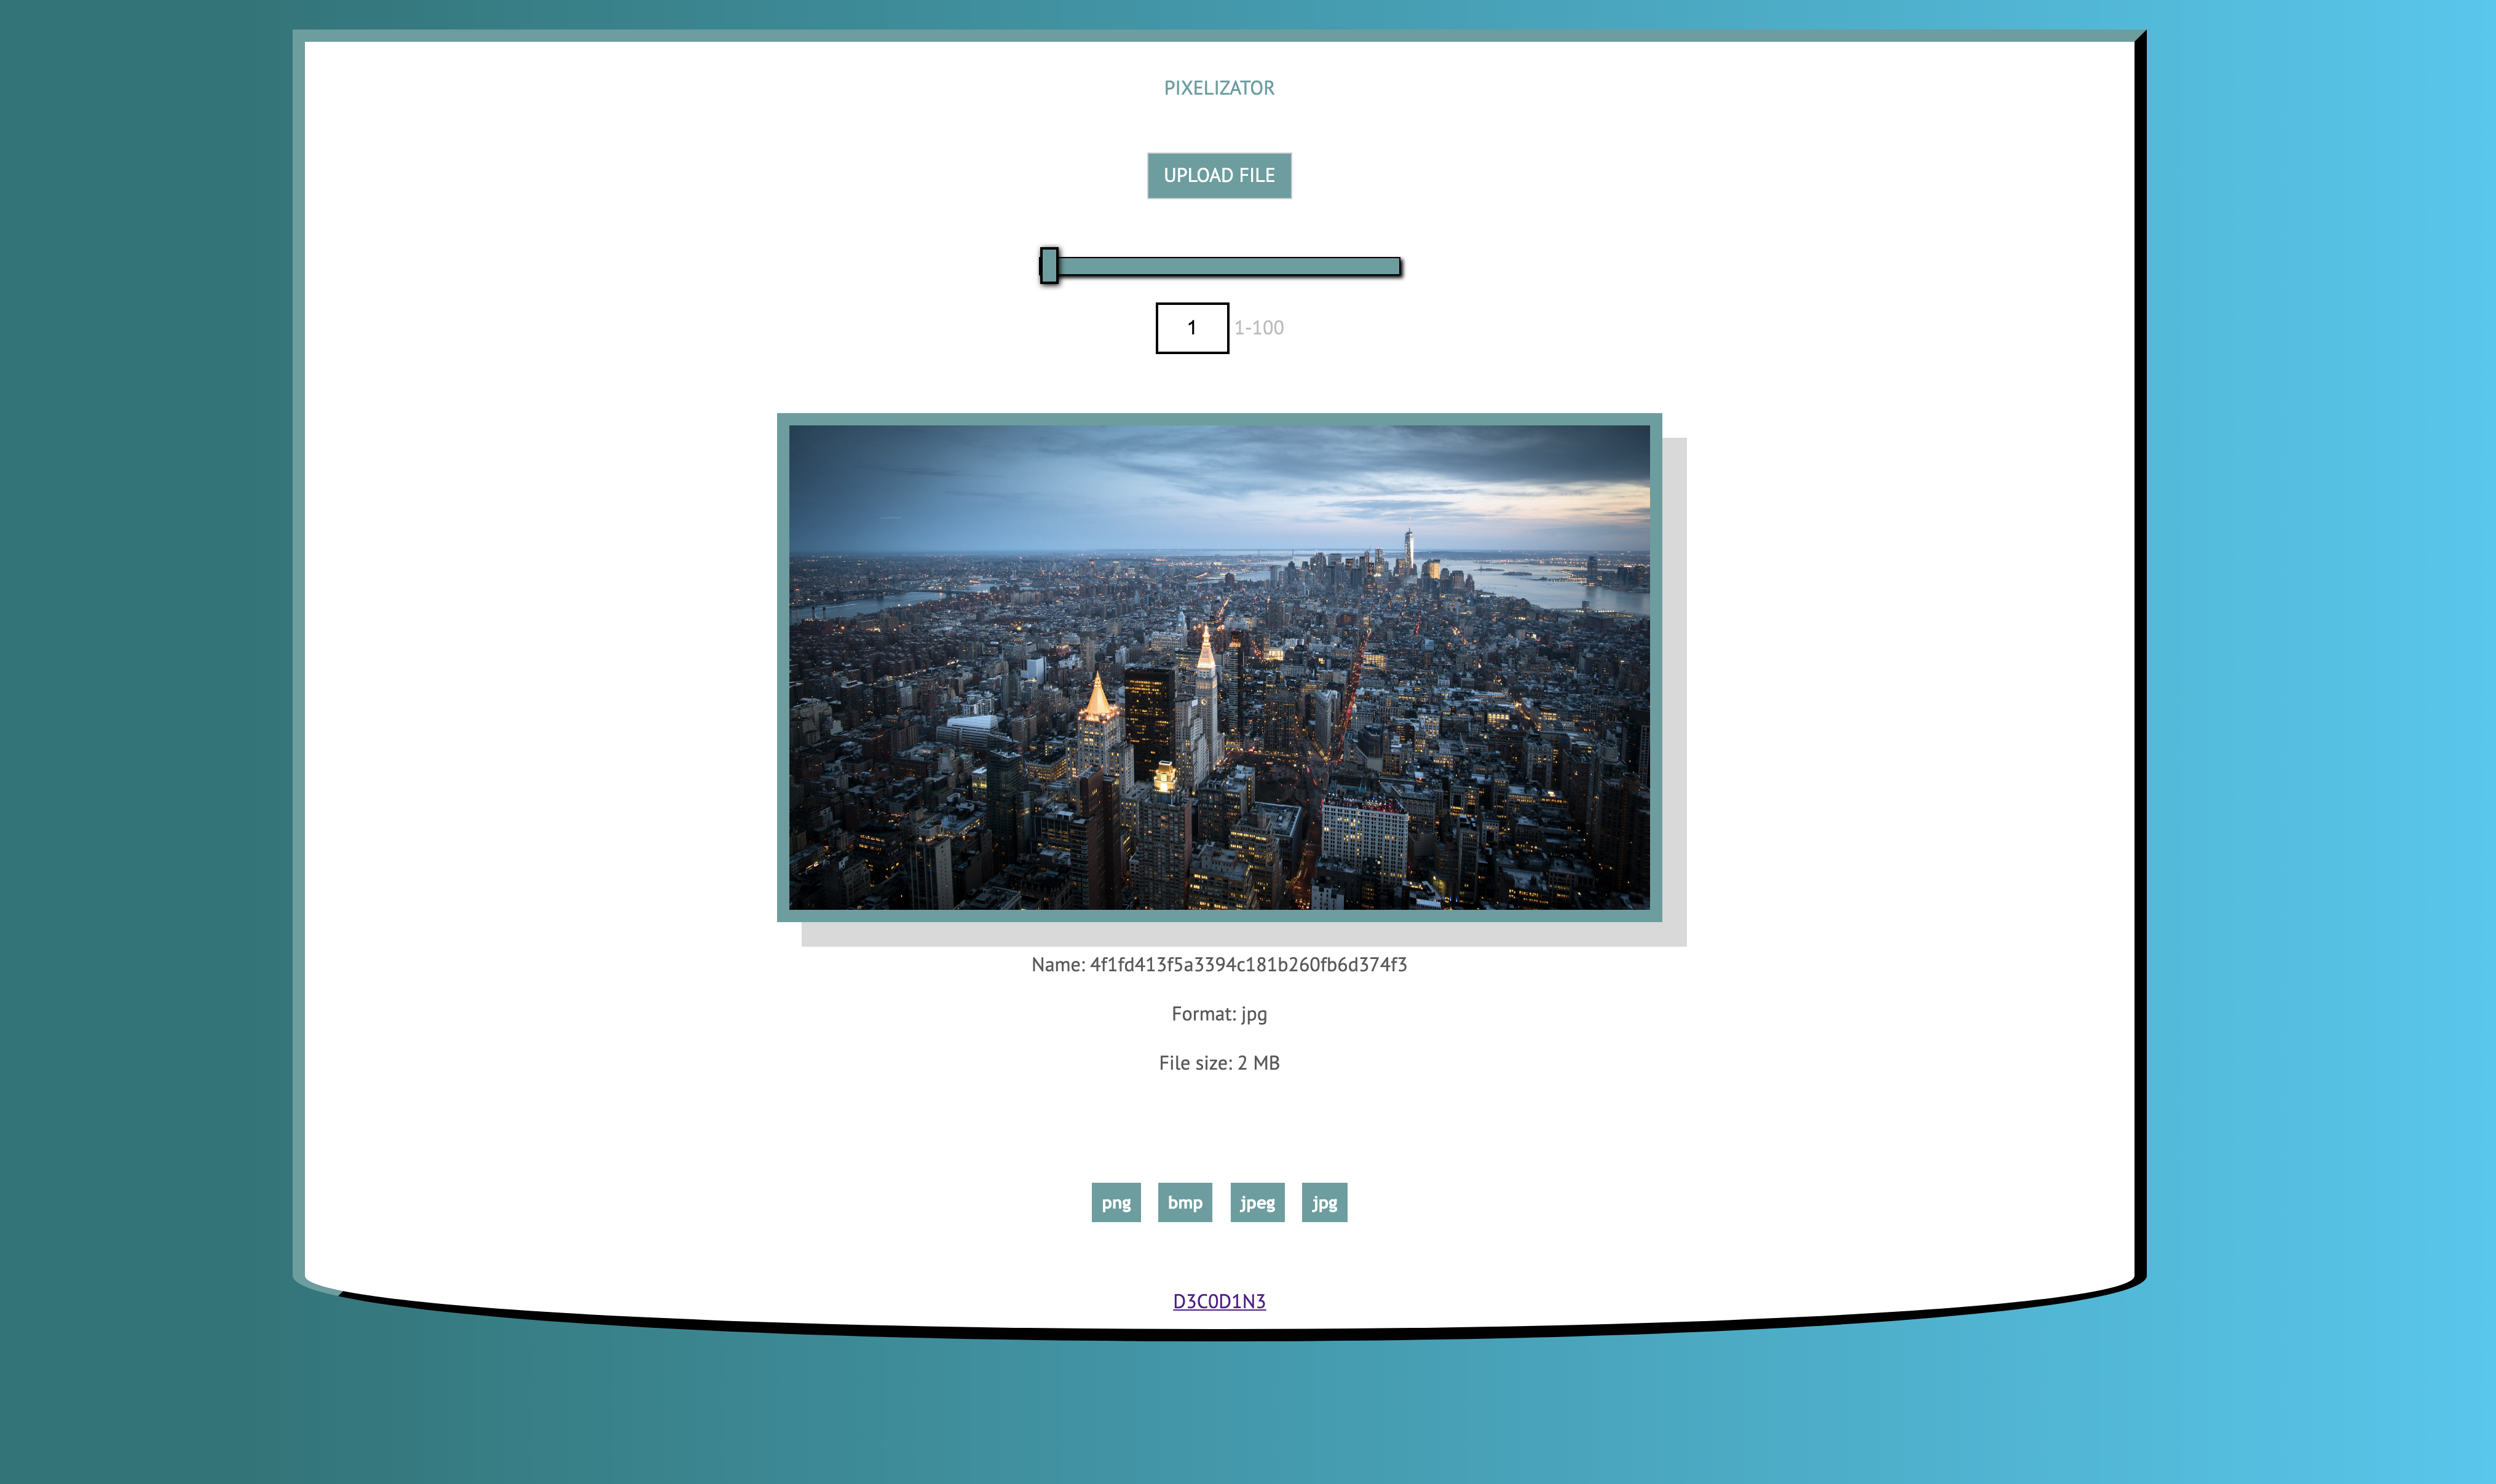 PIXELIZATOR
UPLOAD FILE
1 1-100
Name: 4f1fd413f5a3394c181b260fb6d374f3
Format: jpg
File size: 2 MB
png bmp jpeg jpg
D3C0D1N3